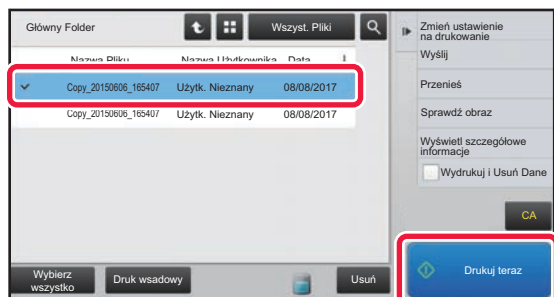 Główny Folder
Wszyst. Pliki
Nazwa Pliku Nazwa Użytkownika Data
Copy_20150606_165407 Użytk. Nieznany 08/08/2017
Copy_20150606_165407 Użytk. Nieznany 08/08/2017
Wybierz
wszystko
Druk wsadowy
Usuń
Zmień ustawienie
na drukowanie
Wyślij
Przenieś
Sprawdź obraz
Wyświetl szczegółowe
informacje
Wydrukuj i Usuń Dane
CA
Drukuj teraz